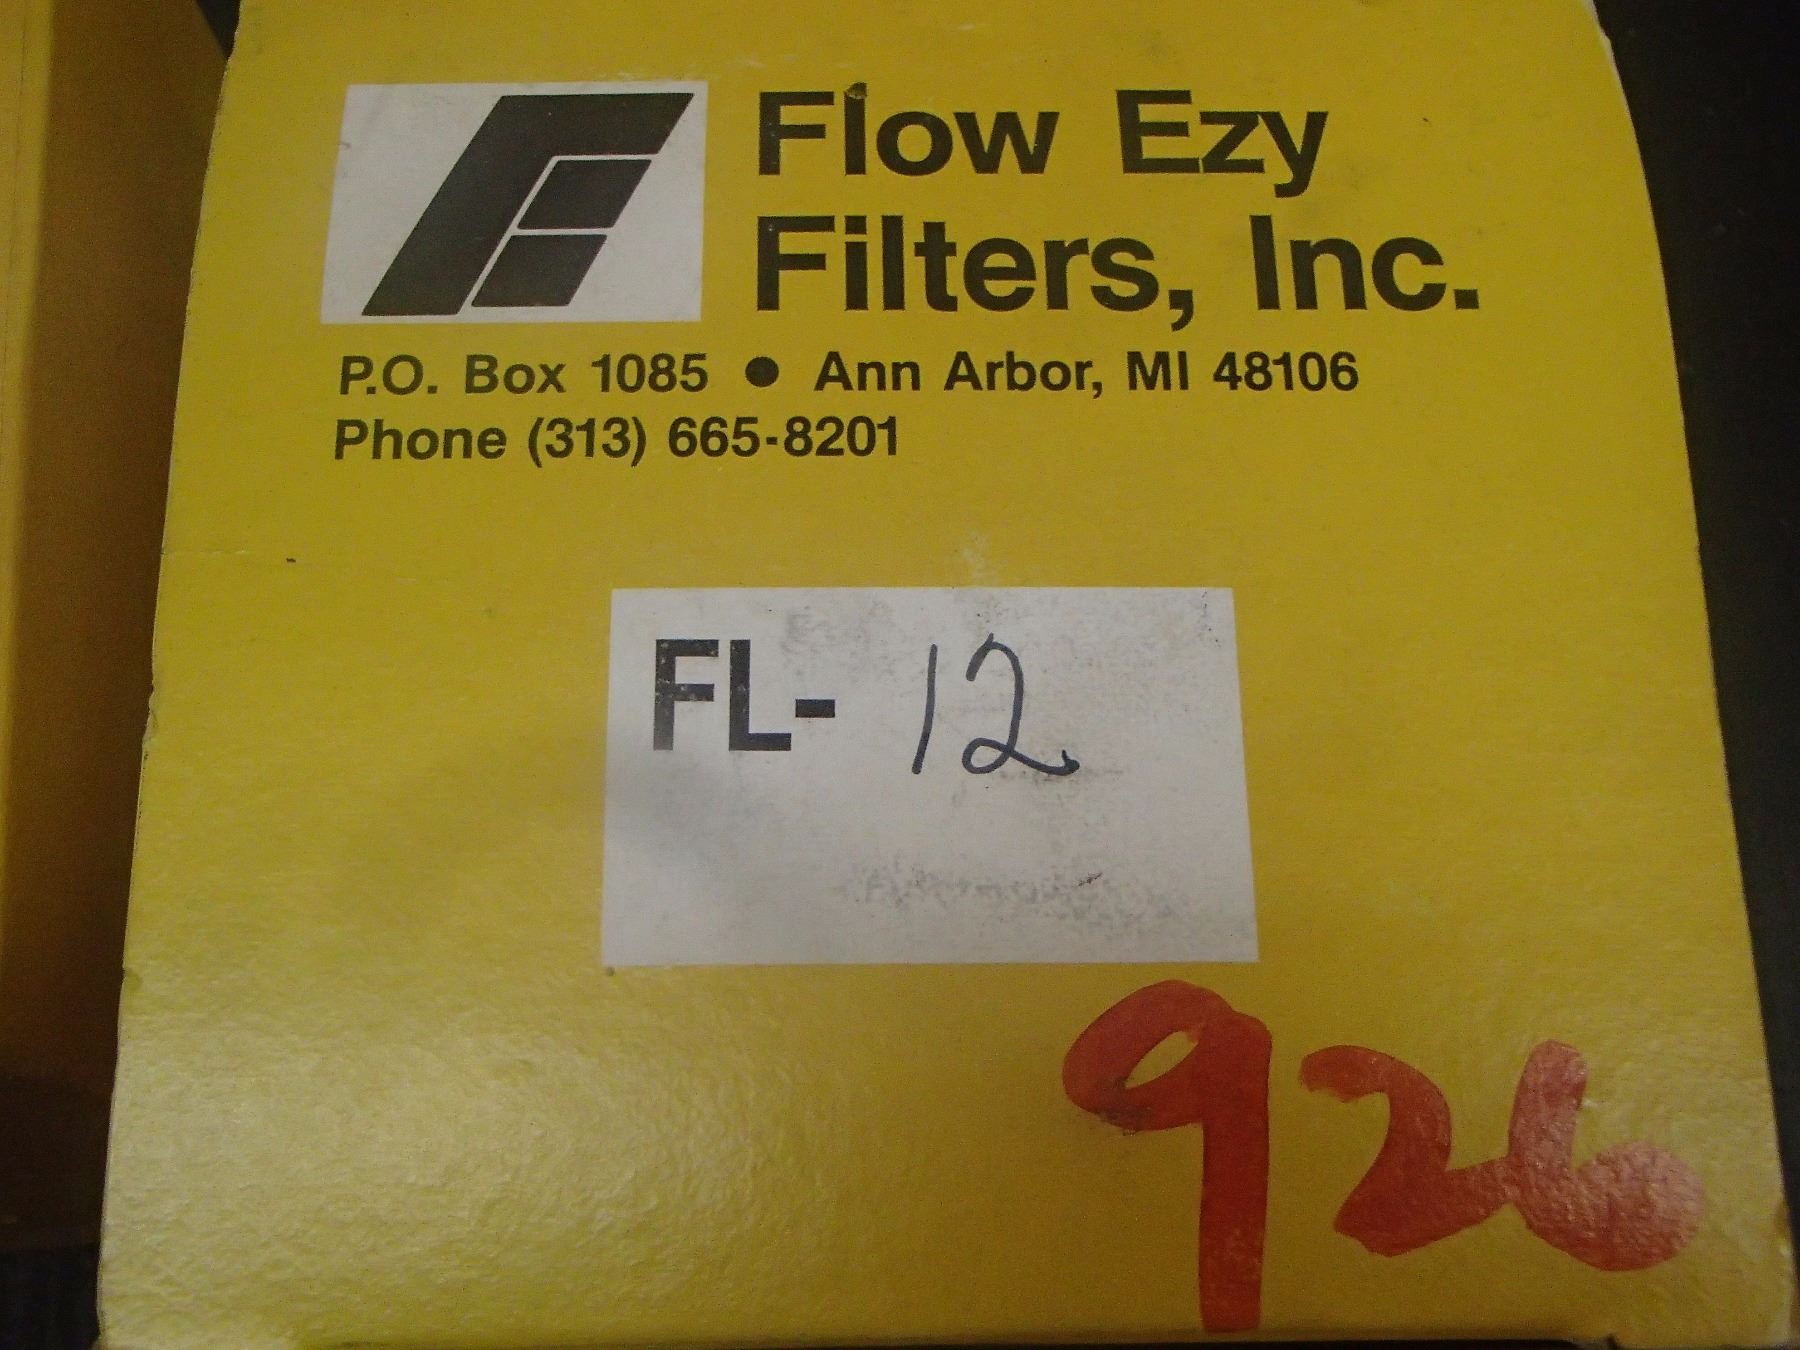 Flow Ezy
Filters, Inc.
P.O. Box 1085 ● Ann Arbor, MI 48106
Phone (313) 665-8201
FL- 12
926